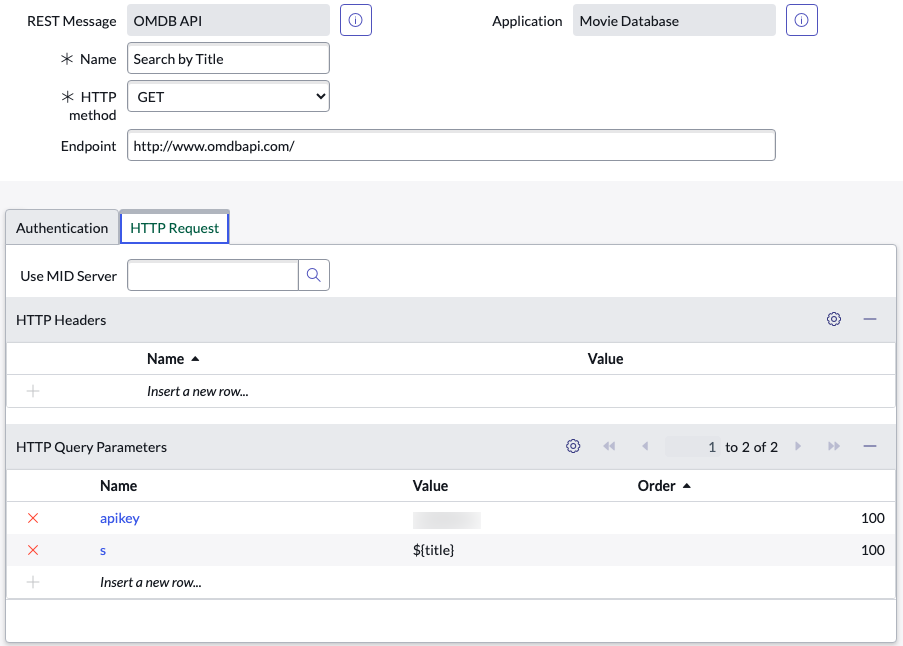 REST Message OMDB API Application Movie Database
Name Search by Title
HTTP method GET
Endpoint http://www.omdbapi.com/
Authentication HTTP Request
Use MID Server
HTTP Headers
Name Value
Insert a new row...
HTTP Query Parameters 1 to 2 of 2
Name Value Order
apikey 100
s ${title} 100
Insert a new row...